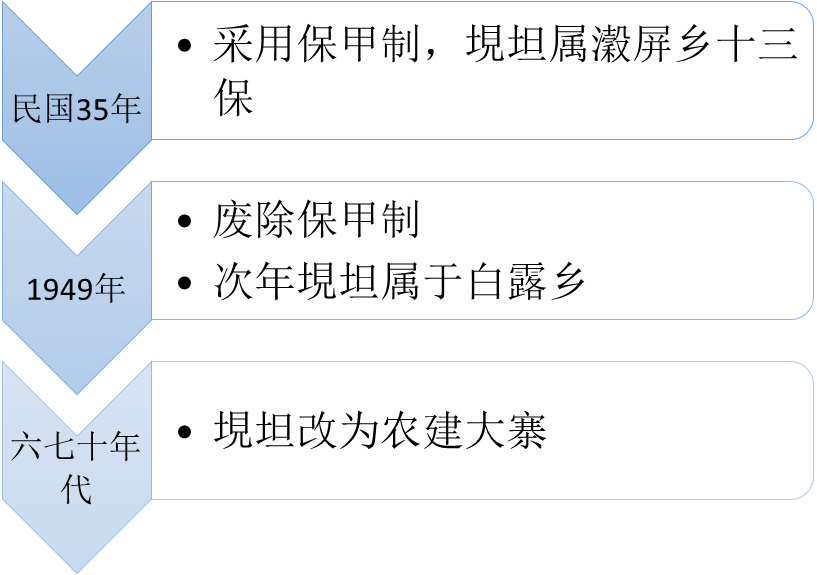 民国35年
采用保甲制，垷坦属瀫屏乡十三
保
1949年
废除保甲制
次年垷坦属于白露乡
六七十年
代
垷坦改为农建大寨